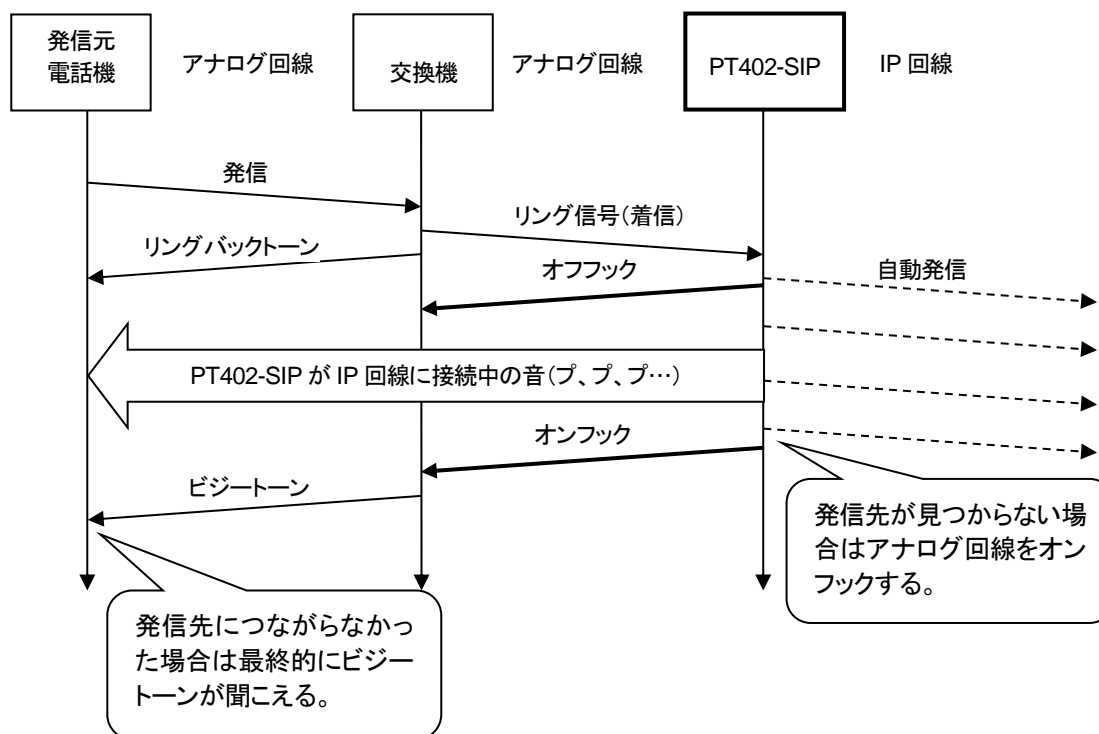 発信元
電話機
アナログ回線
交換機
アナログ回線
PT402-SIP
IP 回線
発信
リング信号(着信)
リングバックトーン
オフフック
自動発信
PT402-SIP が IP 回線に接続中の音(プ、プ、プ…)
オンフック
ビジートーン
発信先が見つからない場
合はアナログ回線をオン
フックする。
発信先につながらなかっ
た場合は最終的にビジー
トーンが聞こえる。